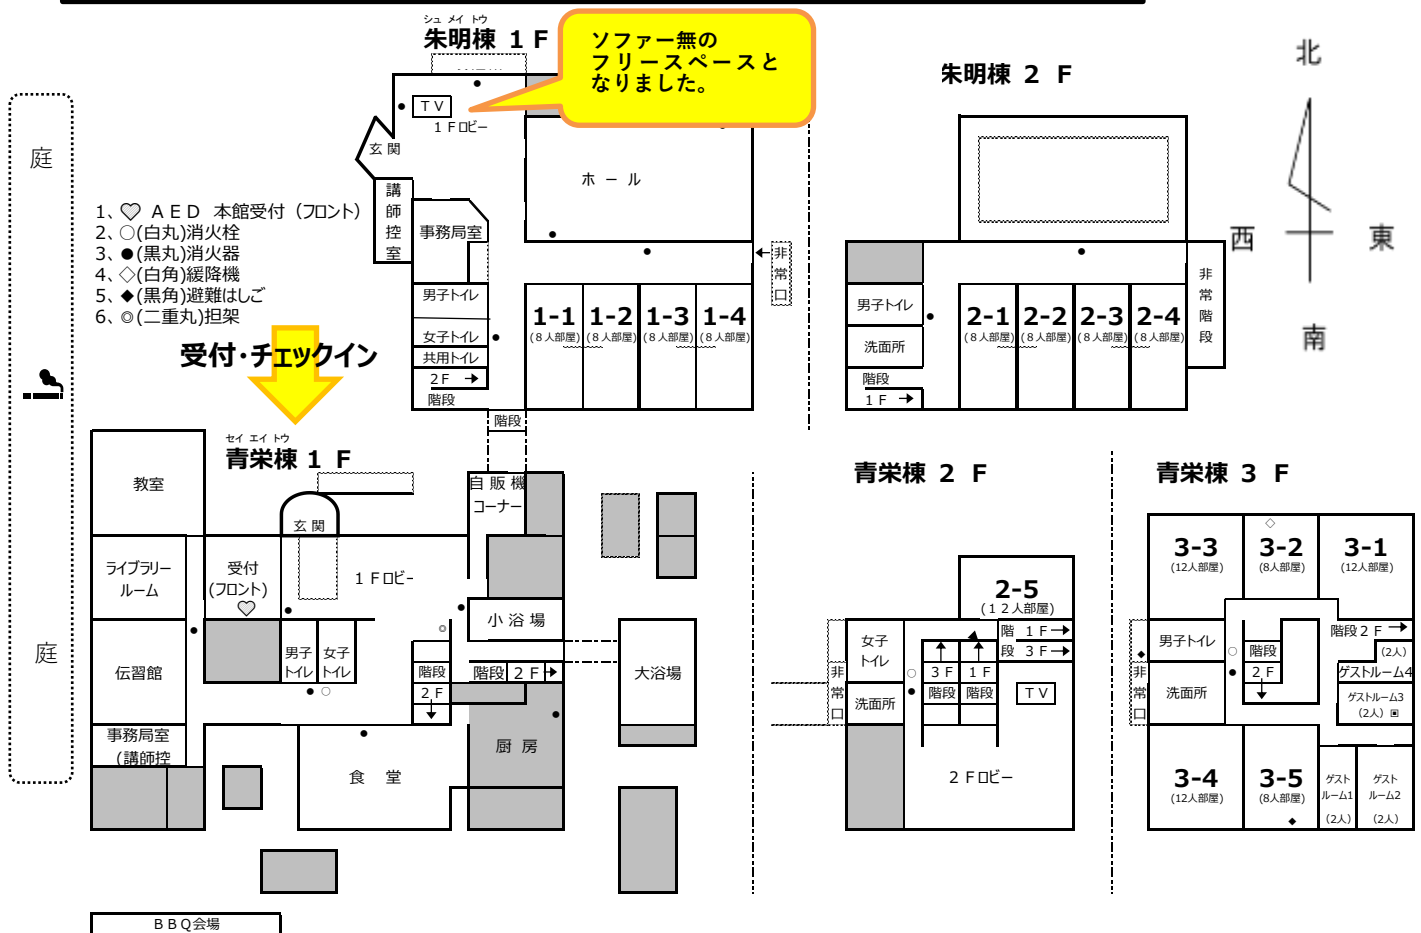 シュ メイ トウ
朱明棟 １Ｆ
ソファー無の
フリースペースと
なりました。
ＴＶ
１Ｆロビー
玄関
講師控室
事務局室
ホ ー ル
男子トイレ
女子トイレ
共用トイレ
２Ｆ →
階段
1-1
(８人部屋)
1-2
(８人部屋)
1-3
(８人部屋)
1-4
(８人部屋)
←
非常口
階段
朱明棟 ２ Ｆ
男子トイレ
洗面所
階段
１Ｆ →
2-1
(８人部屋)
2-2
(８人部屋)
2-3
(８人部屋)
2-4
(８人部屋)
非常階段
北
西
東
南
庭
庭
1、♡ ＡＥＤ 本館受付（フロント）
2、○(白丸)消火栓
3、●(黒丸)消火器
4、◇(白角)緩降機
5、◆(黒角)避難はしご
6、◎(二重丸)担架
受付・チェックイン
セイ エイ トウ
青栄棟 １ Ｆ
教室
玄関
自販機
コーナー
ライブラリー
ルーム
受付
(フロント)
１Ｆロビー
小浴場
伝習館
男子
トイレ
女子
トイレ
階段
２Ｆ
階段 ２Ｆ→
大浴場
事務局室
（講師控
食 堂
厨房
ＢＢＱ会場
青栄棟 ２ Ｆ
2-5
(１２人部屋)
女子
トイレ
洗面所
非常口
３Ｆ
階段
１Ｆ
階段
階 １Ｆ→
段 ３Ｆ→
ＴＶ
２Ｆロビー
青栄棟 ３ Ｆ
3-3
(12人部屋)
3-2
(8人部屋)
3-1
(12人部屋)
男子トイレ
洗面所
非常口
階段
２Ｆ
階段２Ｆ→
(2人)
ゲストルーム4
ゲストルーム3
(2人)
3-4
(12人部屋)
3-5
(8人部屋)
ゲスト
ルーム1
(2人)
ゲスト
ルーム2
(2人)